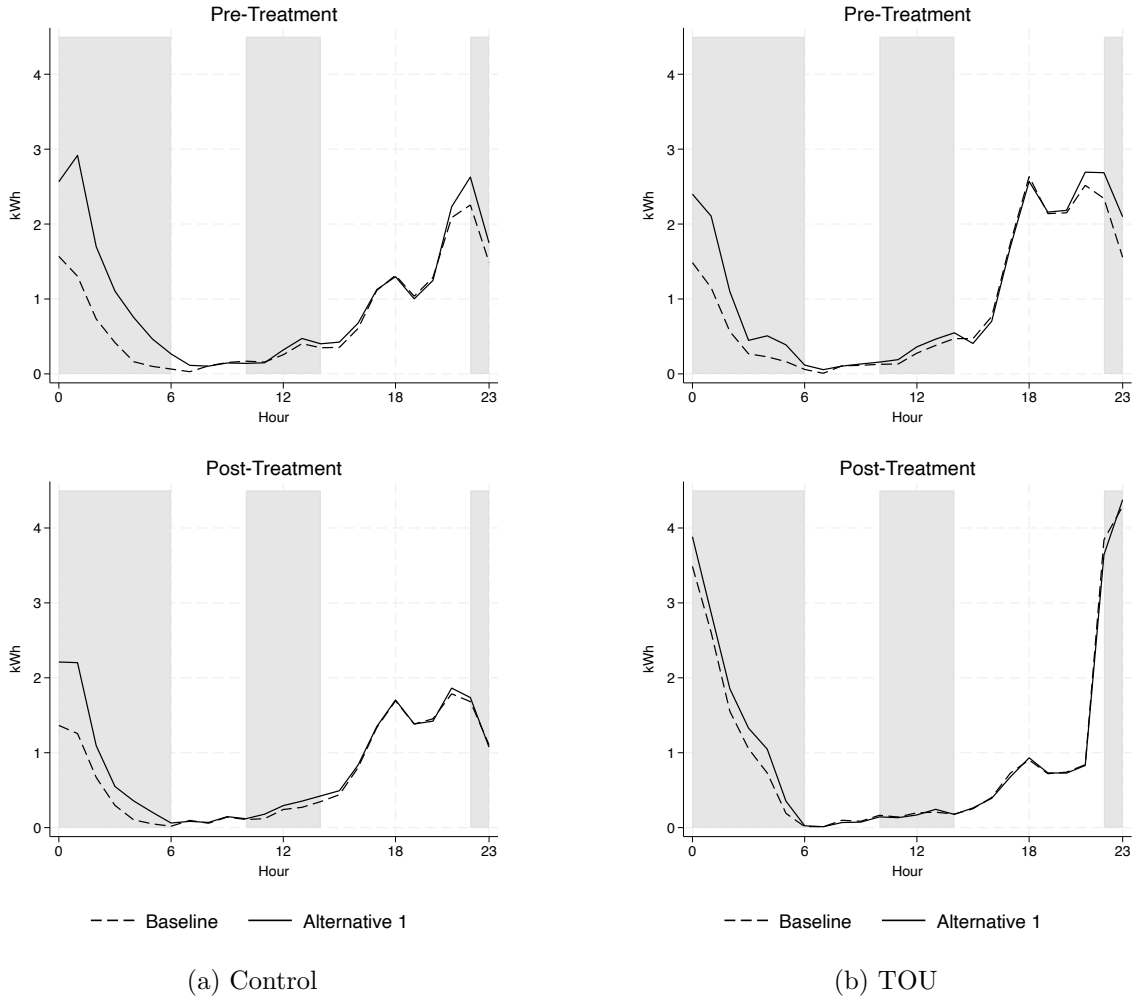 Pre-Treatment
4
3
2
1
0
kWh
0 6 12 18 23
Hour
Pre-Treatment
4
3
2
1
0
kWh
0 6 12 18 23
Hour
Post-Treatment
4
3
2
1
0
kWh
0 6 12 18 23
Hour
Post-Treatment
4
3
2
1
0
kWh
0 6 12 18 23
Hour
Baseline Alternative 1
Baseline Alternative 1
(a) Control
(b) TOU